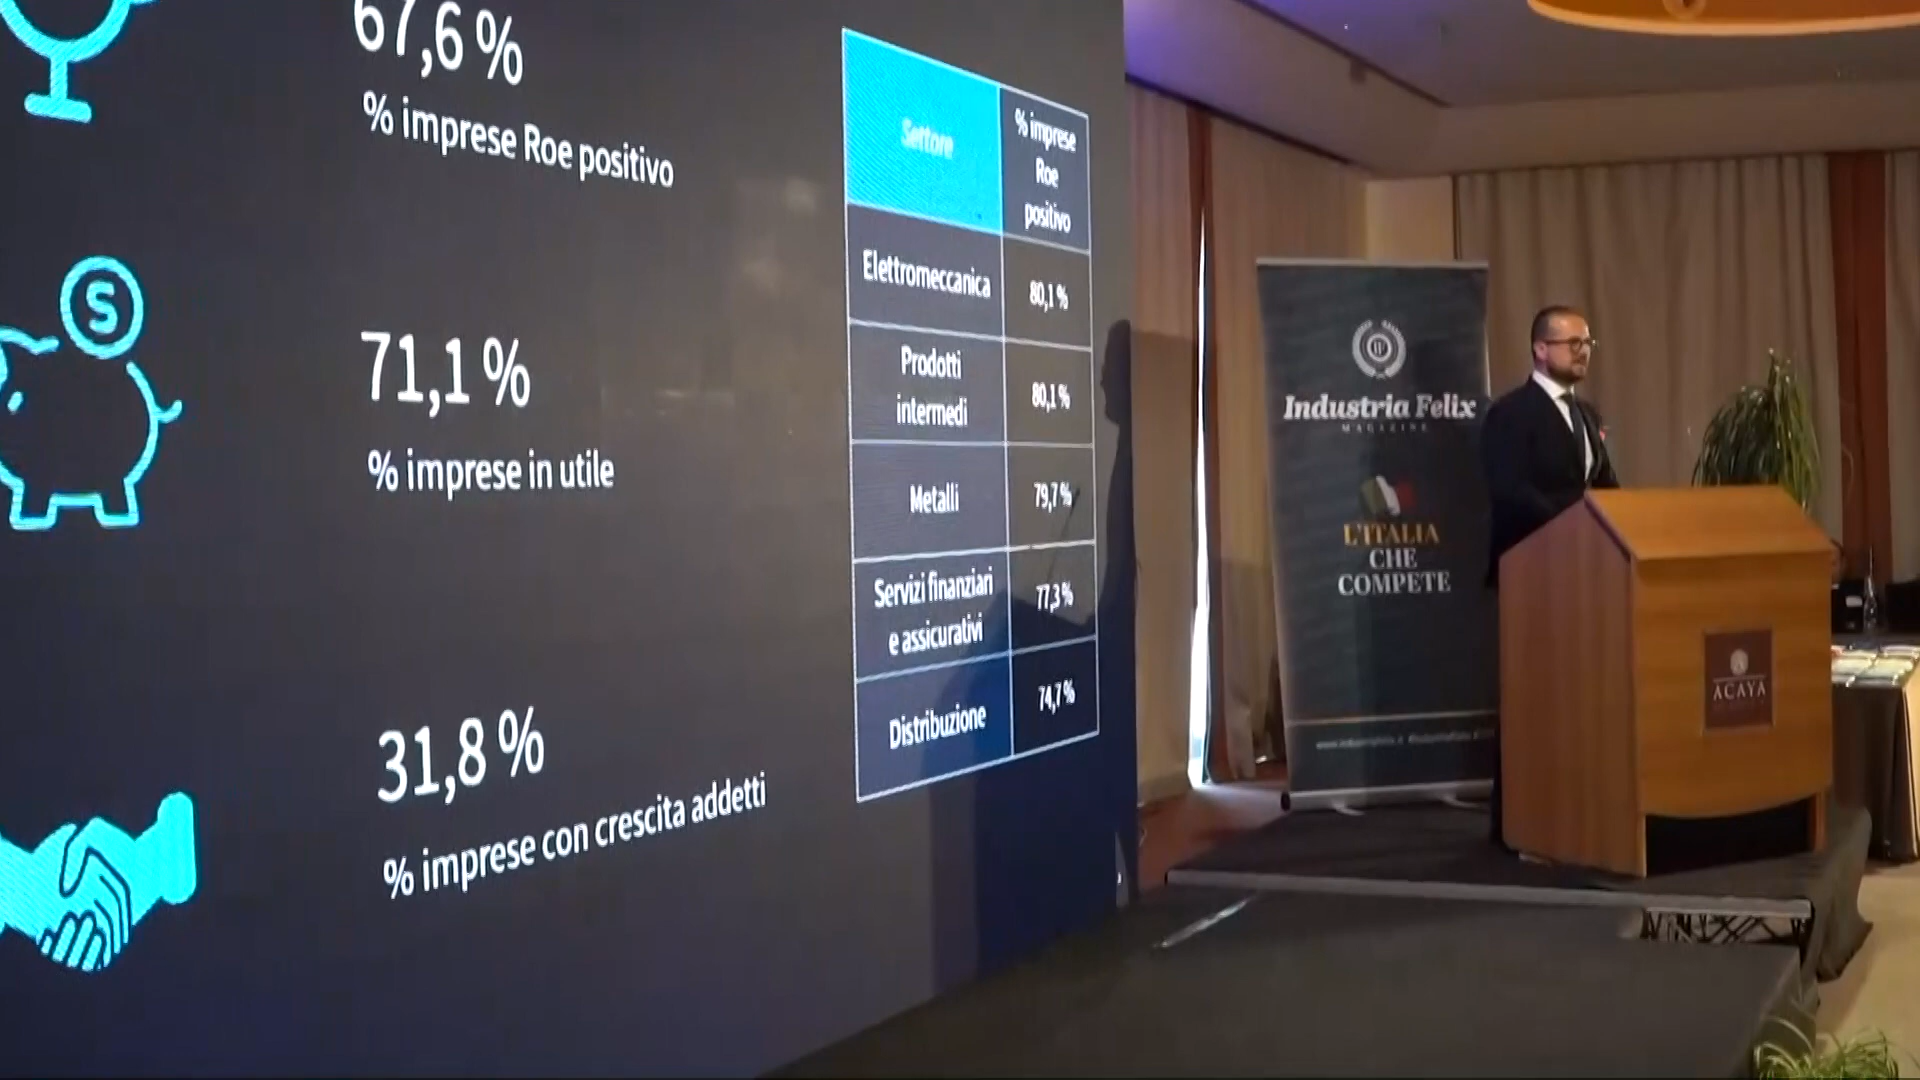 67,6 %
% imprese Roe positivo
S
71,1 %
% imprese in utile
31,8 %
% imprese con crescita addetti
Settore
% imprese
Roe
positivo
Elettromeccanica
80,1 %
Prodotti
intermedi
80,1 %
Metalli
79,7 %
Servizi finanziari
e assicurativi
77,3 %
Distribuzione
74,7 %
Industria Felix
MAGAZINE
L'ITALIA
CHE
COMPETE
ACAYA